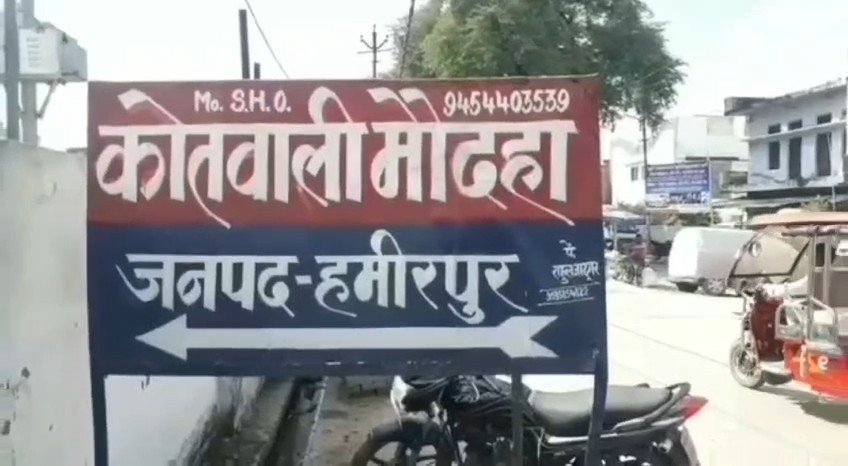 Mo. S.H.O. 9454403539
कोतवाली मौदहा
जनपद-हमीरपुर
पें